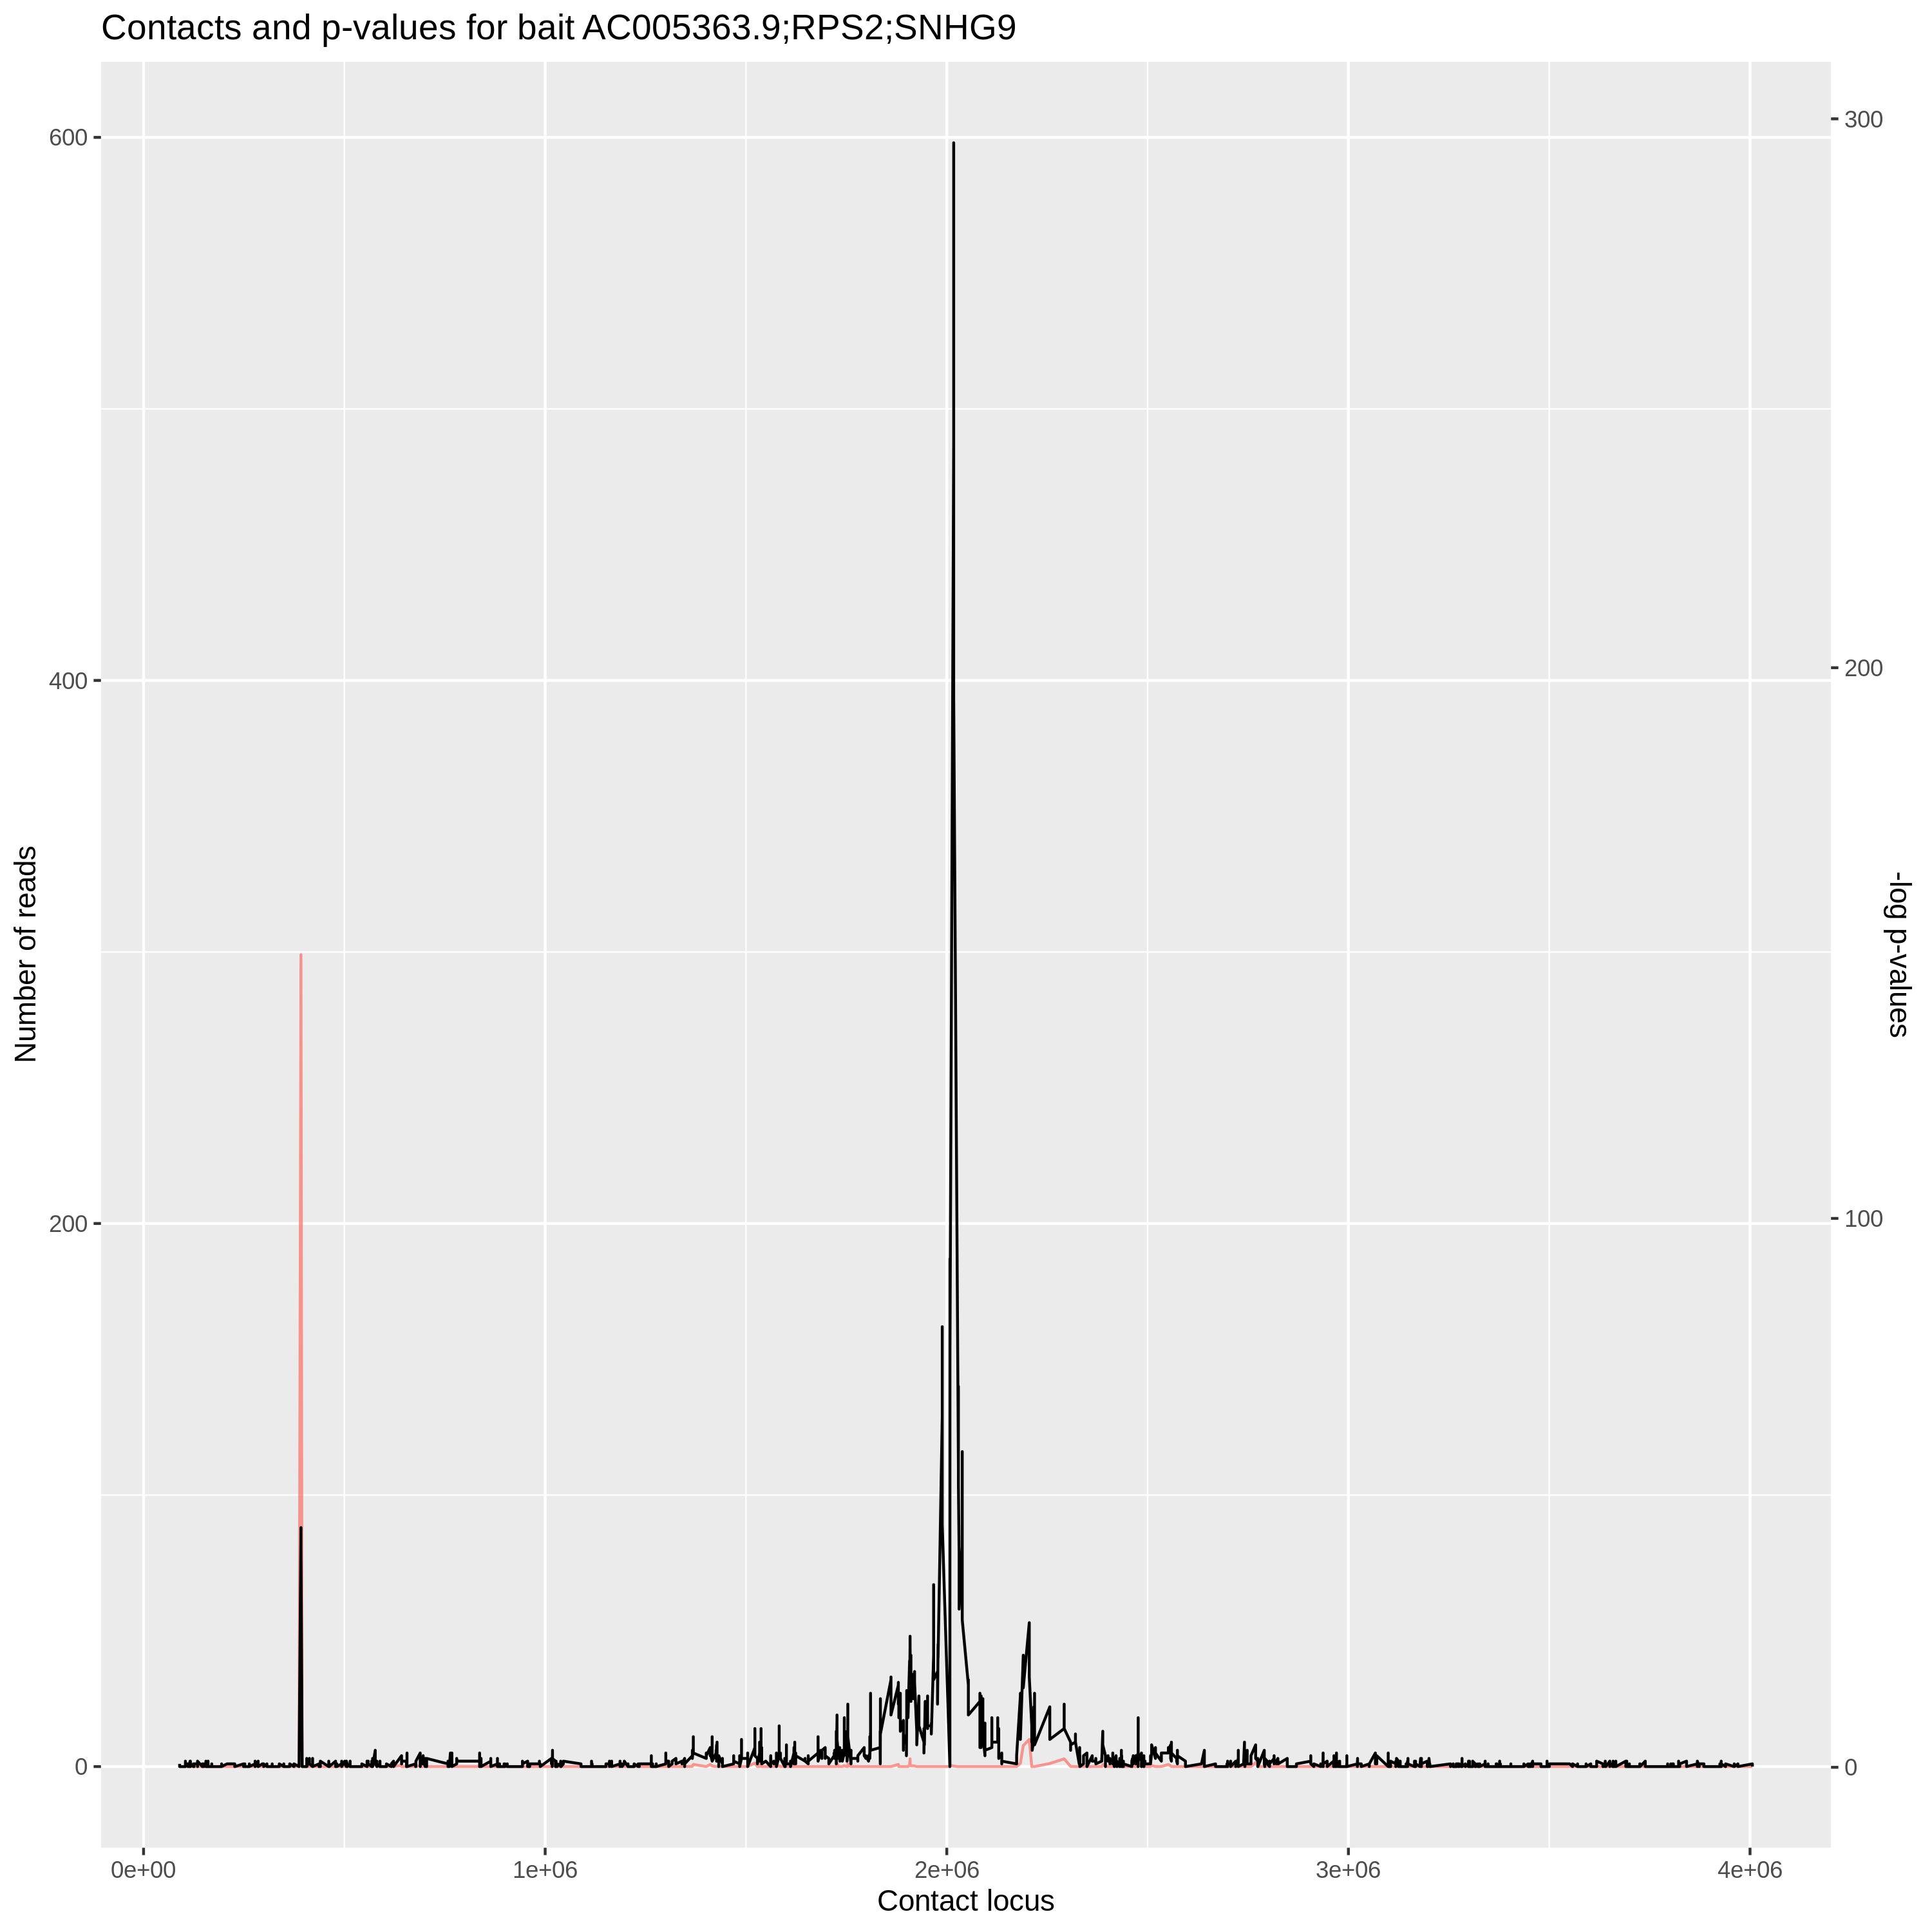 Contacts and p-values for bait AC005363.9;RPS2;SNHG9
600
400
200
0
Number of reads
300
200
100
0
-log p-values
0e+00
1e+06
2e+06
3e+06
4e+06
Contact locus